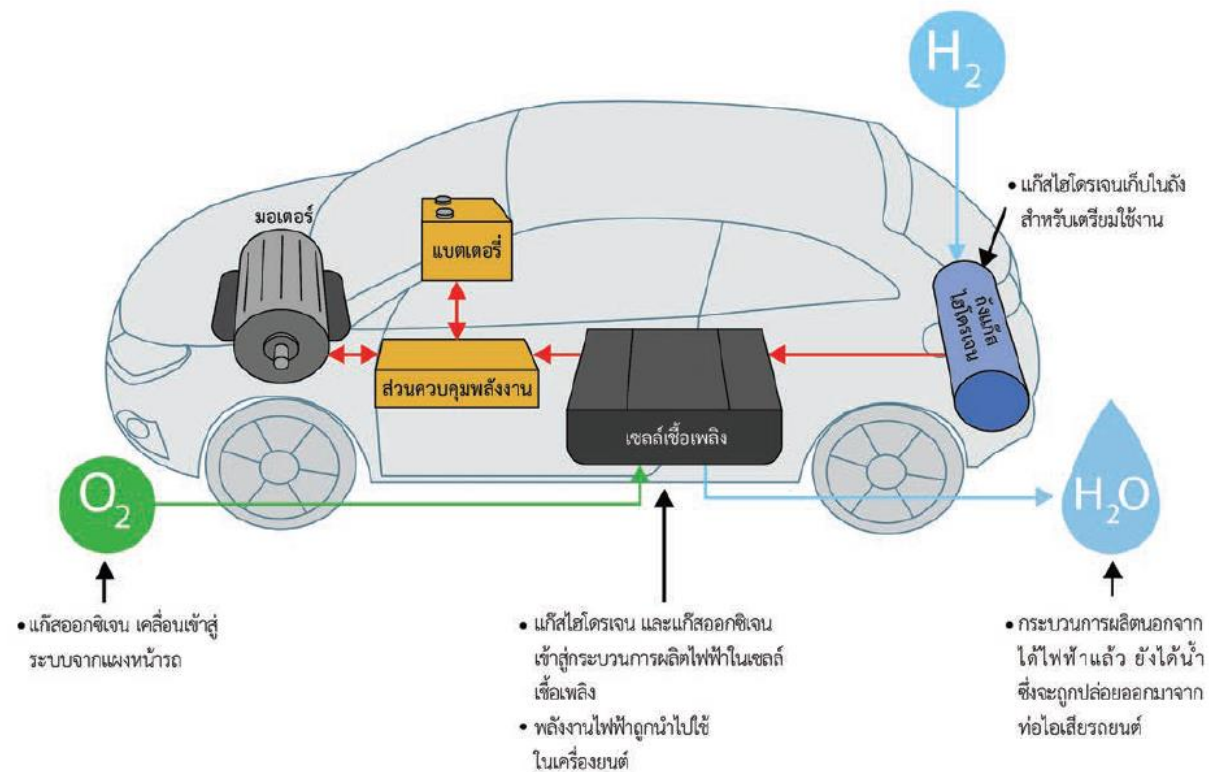 H2
• แก๊สไฮโดรเจนเก็บในถัง
สำหรับเตรียมใช้งาน
มอเตอร์
แบตเตอรี่
ถังแก๊ส
ไฮโดรเจน
ส่วนควบคุมพลังงาน
เซลล์เชื้อเพลิง
O2
H2O
• แก๊สออกซิเจน เคลื่อนเข้าสู่
ระบบจากแผงหน้ารถ
• แก๊สไฮโดรเจน และแก๊สออกซิเจน
เข้าสู่กระบวนการผลิตไฟฟ้าในเซลล์
เชื้อเพลิง
• พลังงานไฟฟ้าถูกนำไปใช้
ในเครื่องยนต์
• กระบวนการผลิตนอกจาก
ได้ไฟฟ้าแล้ว ยังได้น้ำ
ซึ่งจะถูกปล่อยออกมาจาก
ท่อไอเสียรถยนต์